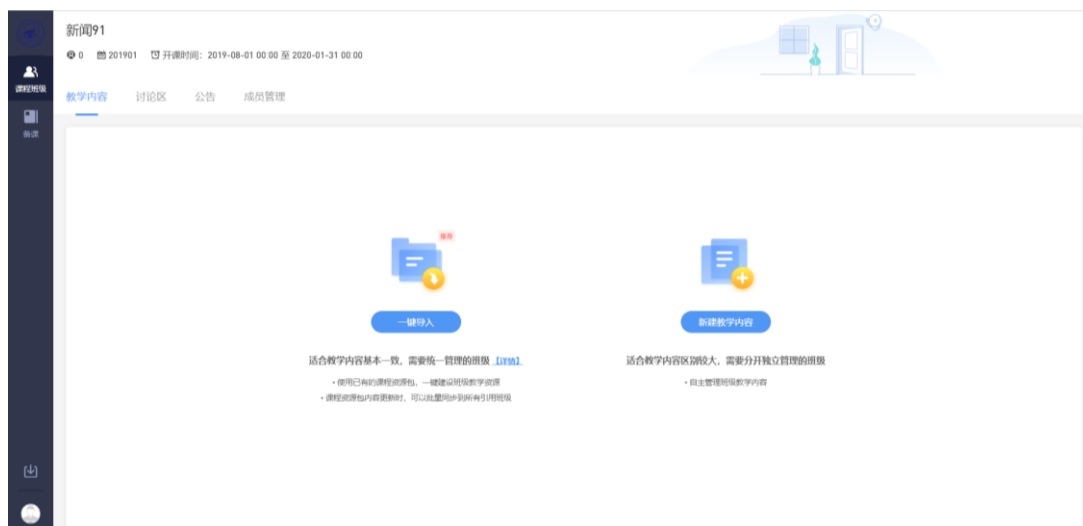 新闻91
0 201901 开课时间：2019-08-01 00:00 至 2020-01-31 00:00
课程班级
教学内容 讨论区 公告 成员管理
备课
推荐
一键导入
新建教学内容
适合教学内容基本一致，需要统一管理的班级【详情】
适合教学内容区别较大，需要分开独立管理的班级
·使用已有的课程资源包，一键建设班级教学资源
·自主管理班级教学内容
·课程资源包内容更新时，可以批量同步到所有引用班级